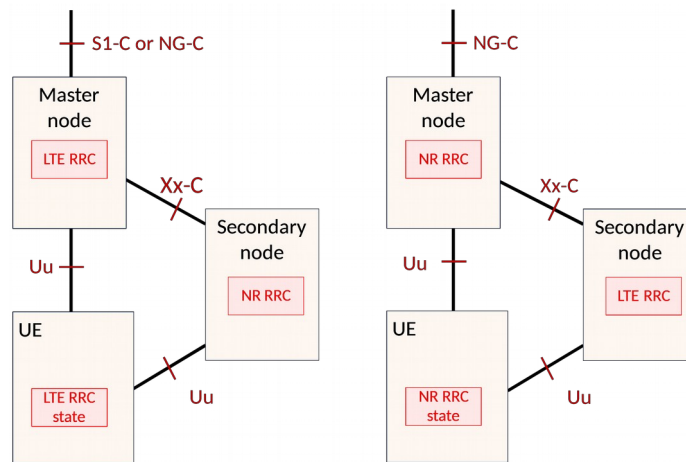 S1-C or NG-C
Master
node
LTE RRC
Xx-C
Secondary
node
NR RRC
Uu
UE
LTE RRC
state
Uu
NG-C
Master
node
NR RRC
Xx-C
Secondary
node
LTE RRC
Uu
UE
NR RRC
state
Uu